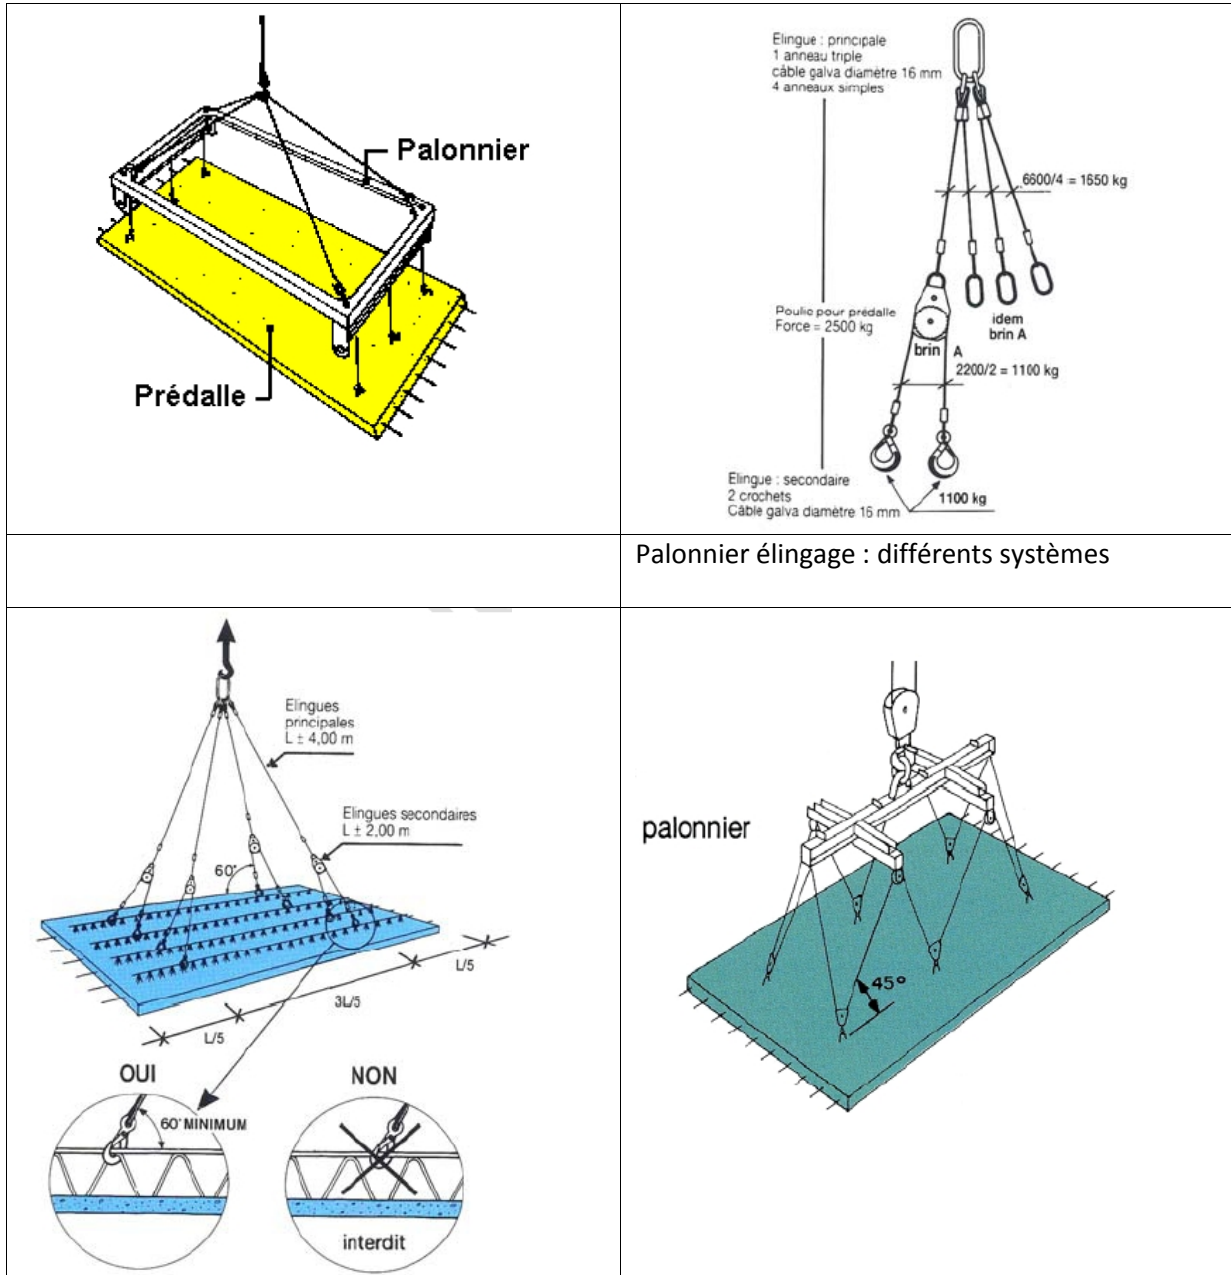 Palonnier
Prédalle
Elingue : principale
1 anneau triple
câble galva diamètre 16 mm
4 anneaux simples
6600/4 = 1650 kg
Poulie pour prédalle
Force = 2500 kg
idem
brin A
brin A
2200/2 = 1100 kg
Elingue : secondaire
2 crochets
Câble galva diamètre 16 mm
1100 kg
Palonnier élingage : différents systèmes
Elingues
principales
L ± 4,00 m
Elingues secondaires
L ± 2,00 m
60°
L/5
3L/5
L/5
OUI
NON
60° MINIMUM
interdit
palonnier
45°